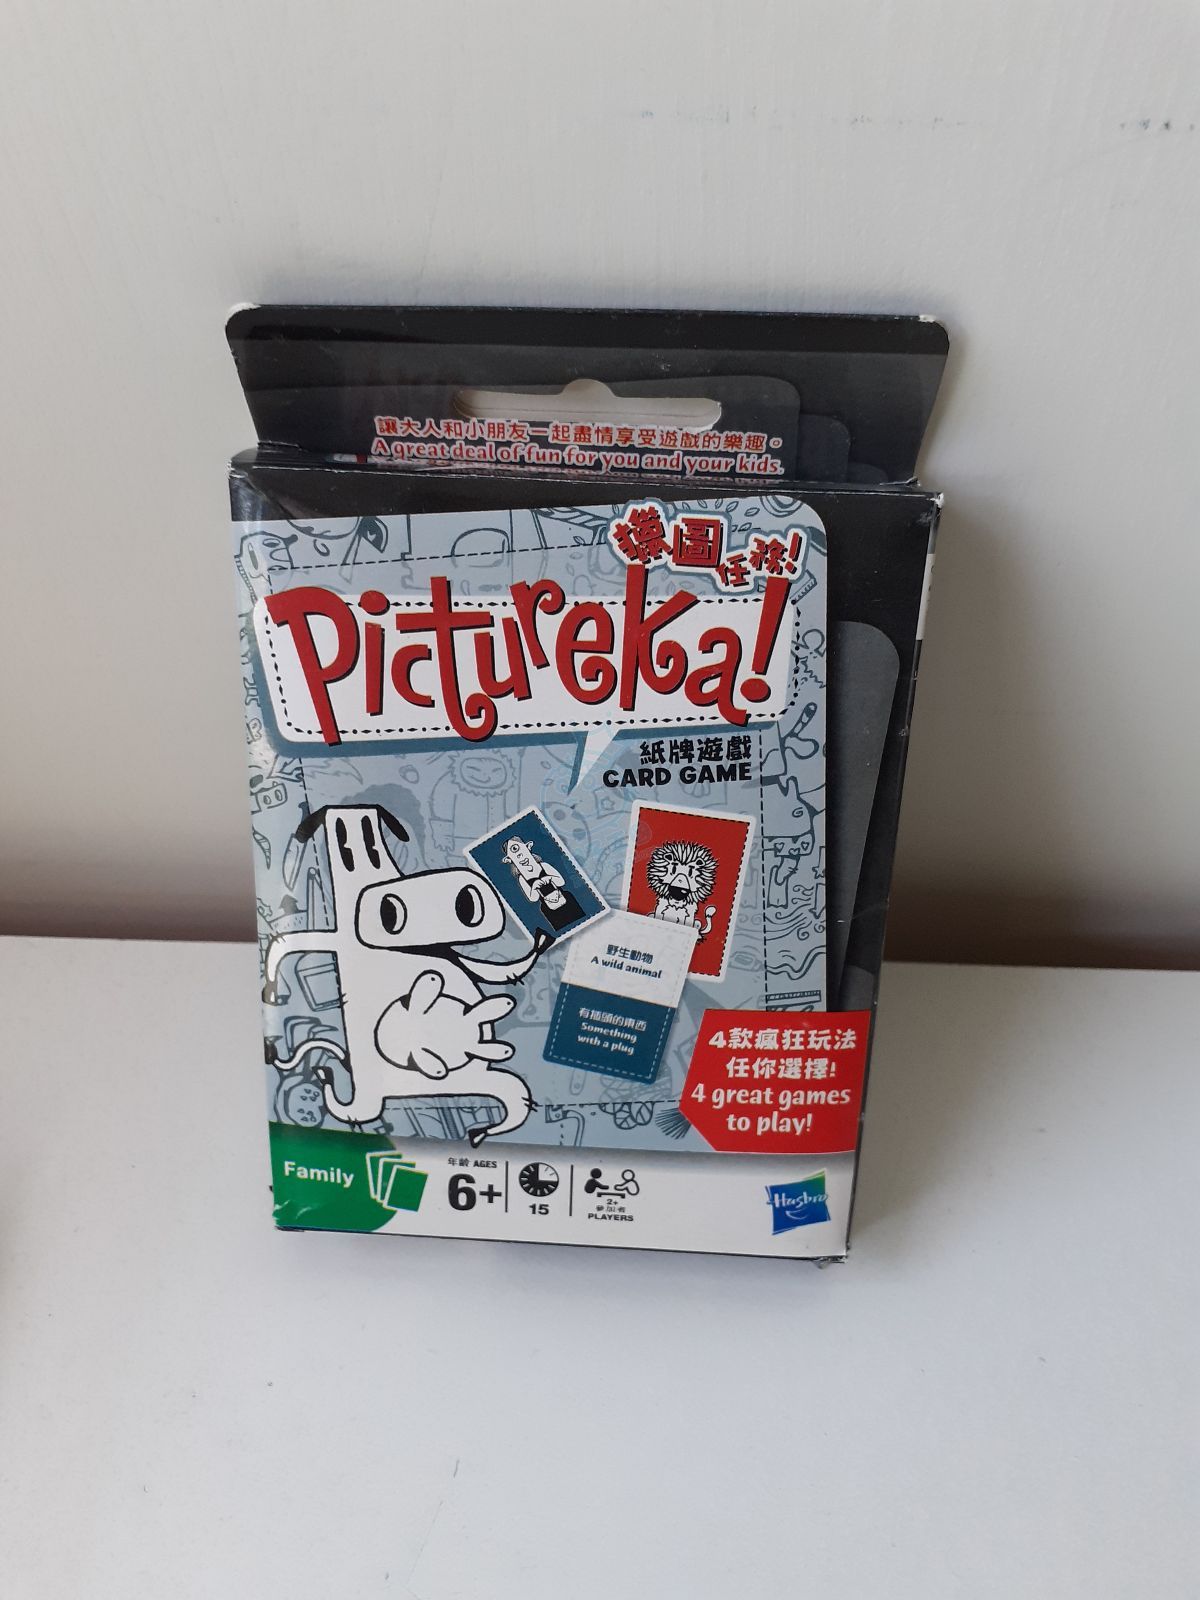 讓大人和小朋友一起盡情享受遊戲的樂趣。
A great deal of fun for you and your kids.
獵圖任務!
Pictureka!
紙牌遊戲
CARD GAME
野生動物
A wild animal
有插頭的東西
Something
with a plug
4款瘋狂玩法
任你選擇!
4 great games
to play!
Family
年齡 AGES
6+
15
2+
參加者
PLAYERS
Hasbro